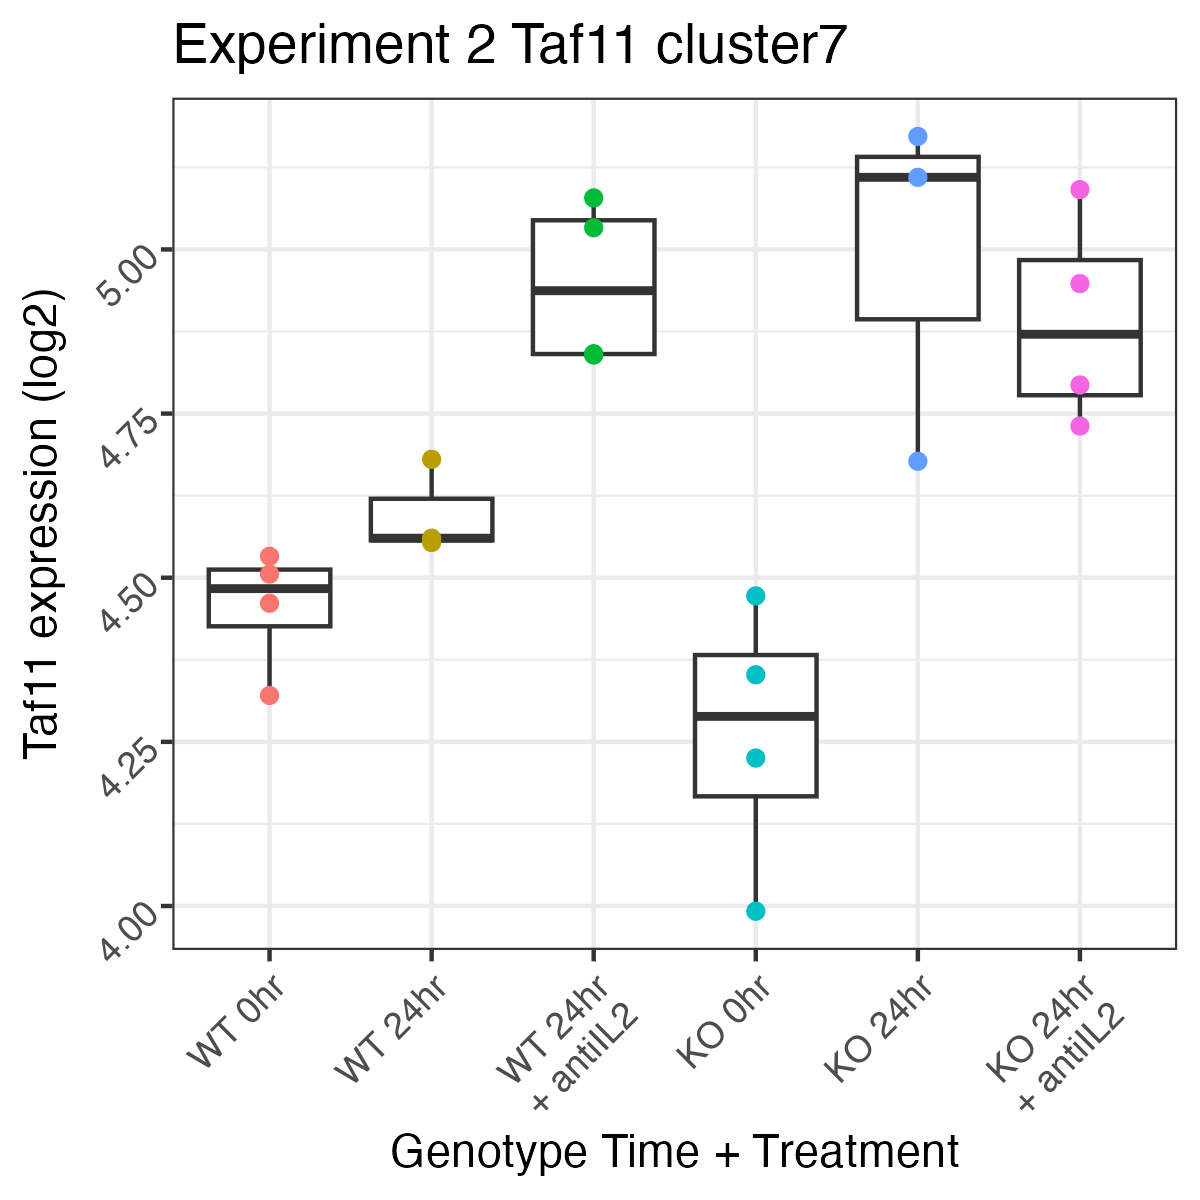 Experiment 2 Taf11 cluster7
Taf11 expression (log2)
5.00
4.75
4.50
4.25
4.00
WT 0hr
WT 24hr
WT 24hr
+ antiIL2
KO 0hr
KO 24hr
KO 24hr
+ antiIL2
Genotype Time + Treatment